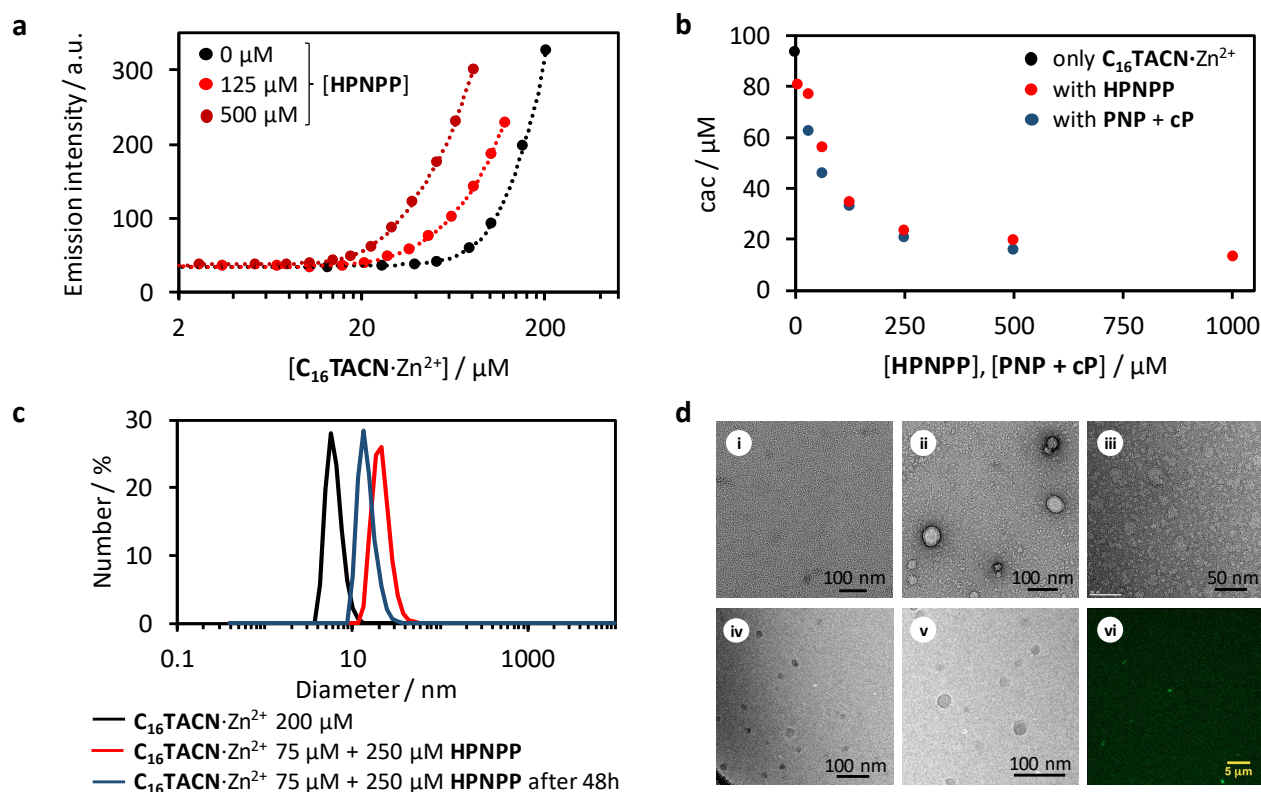 a
Emission intensity / a.u.
300
200
100
0
0 μM
125 μM
500 μM
[HPNPP]
2
20
200
[C₁₆TACN·Zn²⁺] / μM
b
cac / μM
100
80
60
40
20
0
only C₁₆TACN·Zn²⁺
with HPNPP
with PNP + cP
0
250
500
750
1000
[HPNPP], [PNP + cP] / μM
c
Number / %
30
20
10
0
0.1
10
1000
Diameter / nm
C₁₆TACN·Zn²⁺ 200 μM
C₁₆TACN·Zn²⁺ 75 μM + 250 μM HPNPP
C₁₆TACN·Zn²⁺ 75 μM + 250 μM HPNPP after 48h
d
i
100 nm
ii
100 nm
iii
50 nm
iv
100 nm
v
100 nm
vi
5 μm